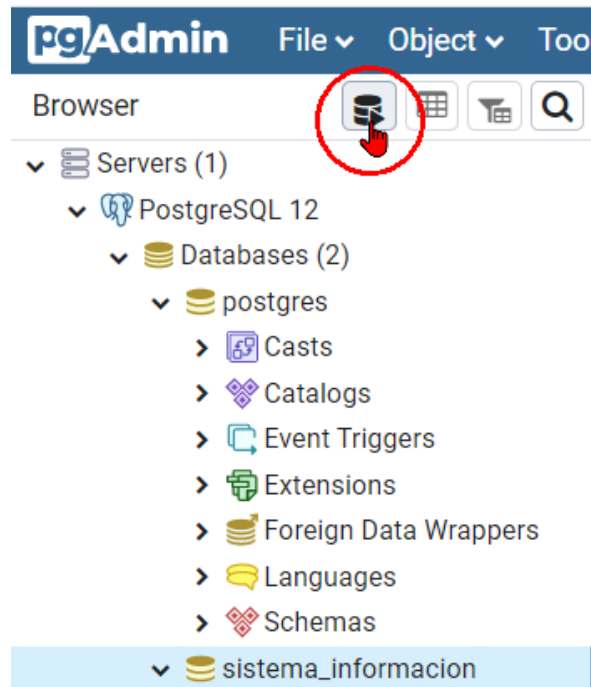 pgAdmin File Object Too
Browser
Servers (1)
PostgreSQL 12
Databases (2)
postgres
Casts
Catalogs
Event Triggers
Extensions
Foreign Data Wrappers
Languages
Schemas
sistema_informacion